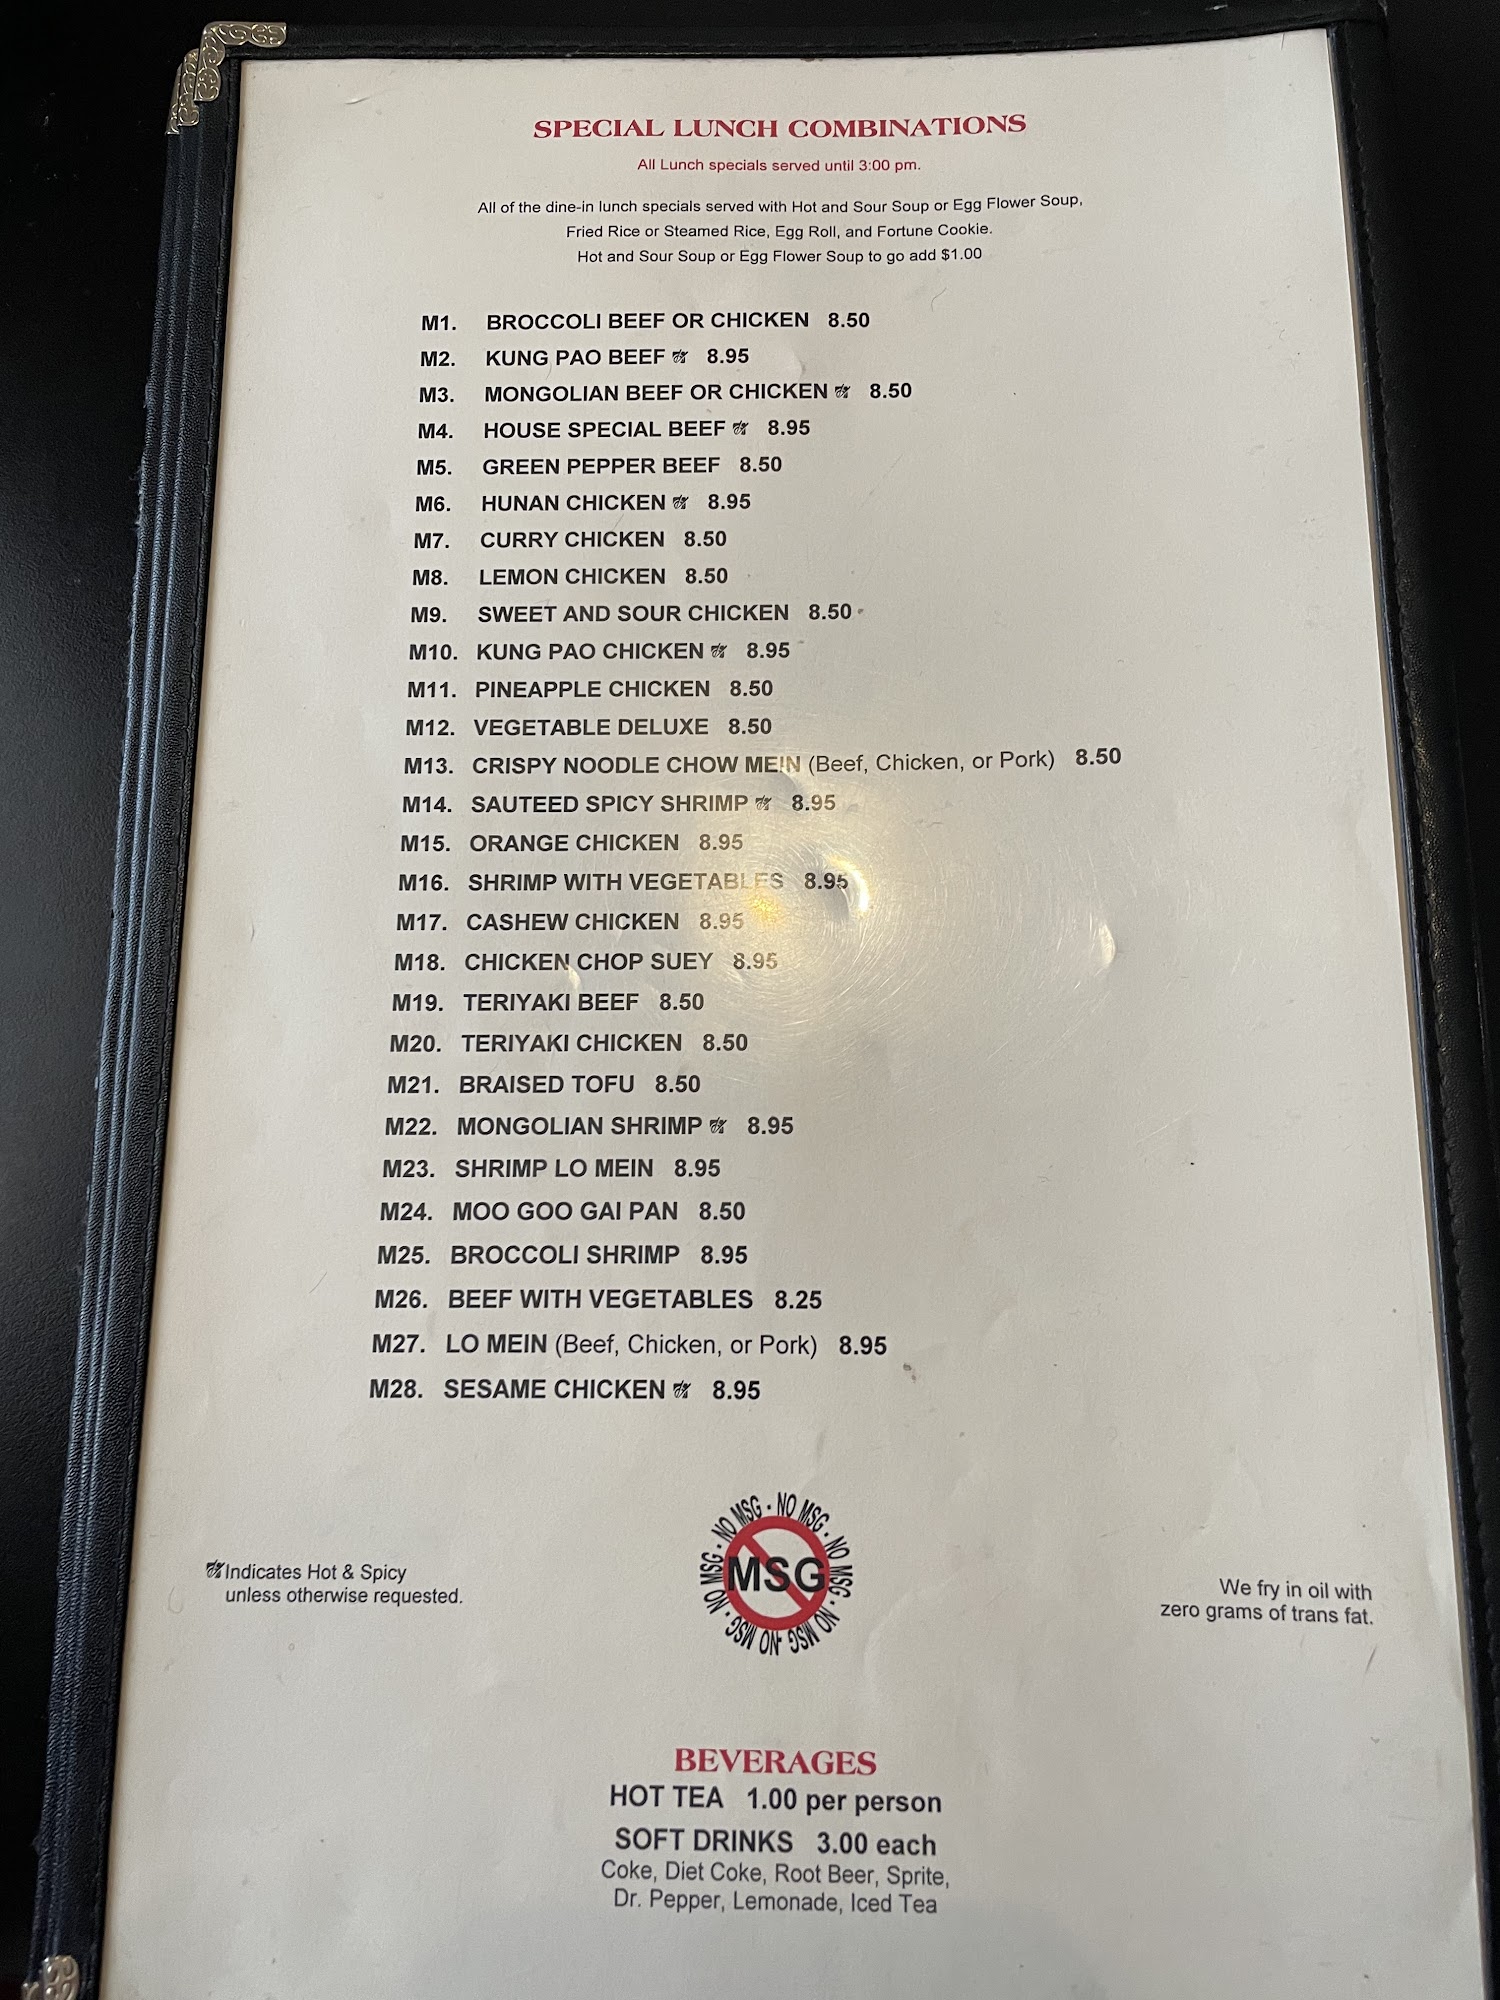 SPECIAL LUNCH COMBINATIONS
All Lunch specials served until 3:00 pm.
All of the dine-in lunch specials served with Hot and Sour Soup or Egg Flower Soup,
Fried Rice or Steamed Rice, Egg Roll, and Fortune Cookie.
Hot and Sour Soup or Egg Flower Soup to go add $1.00
M1. BROCCOLI BEEF OR CHICKEN 8.50
M2. KUNG PAO BEEF 8.95
M3. MONGOLIAN BEEF OR CHICKEN 8.50
M4. HOUSE SPECIAL BEEF 8.95
M5. GREEN PEPPER BEEF 8.50
M6. HUNAN CHICKEN 8.95
M7. CURRY CHICKEN 8.50
M8. LEMON CHICKEN 8.50
M9. SWEET AND SOUR CHICKEN 8.50
M10. KUNG PAO CHICKEN 8.95
M11. PINEAPPLE CHICKEN 8.50
M12. VEGETABLE DELUXE 8.50
M13. CRISPY NOODLE CHOW MEIN (Beef, Chicken, or Pork) 8.50
M14. SAUTEED SPICY SHRIMP 8.95
M15. ORANGE CHICKEN 8.95
M16. SHRIMP WITH VEGETABLES 8.95
M17. CASHEW CHICKEN 8.95
M18. CHICKEN CHOP SUEY 8.95
M19. TERIYAKI BEEF 8.50
M20. TERIYAKI CHICKEN 8.50
M21. BRAISED TOFU 8.50
M22. MONGOLIAN SHRIMP 8.95
M23. SHRIMP LO MEIN 8.95
M24. MOO GOO GAI PAN 8.50
M25. BROCCOLI SHRIMP 8.95
M26. BEEF WITH VEGETABLES 8.25
M27. LO MEIN (Beef, Chicken, or Pork) 8.95
M28. SESAME CHICKEN 8.95
Indicates Hot & Spicy
unless otherwise requested.
NO MSG - NO MSG - NO MSG - NO MSG - NO MSG - NO MSG -
MSG
We fry in oil with
zero grams of trans fat.
BEVERAGES
HOT TEA 1.00 per person
SOFT DRINKS 3.00 each
Coke, Diet Coke, Root Beer, Sprite,
Dr. Pepper, Lemonade, Iced Tea